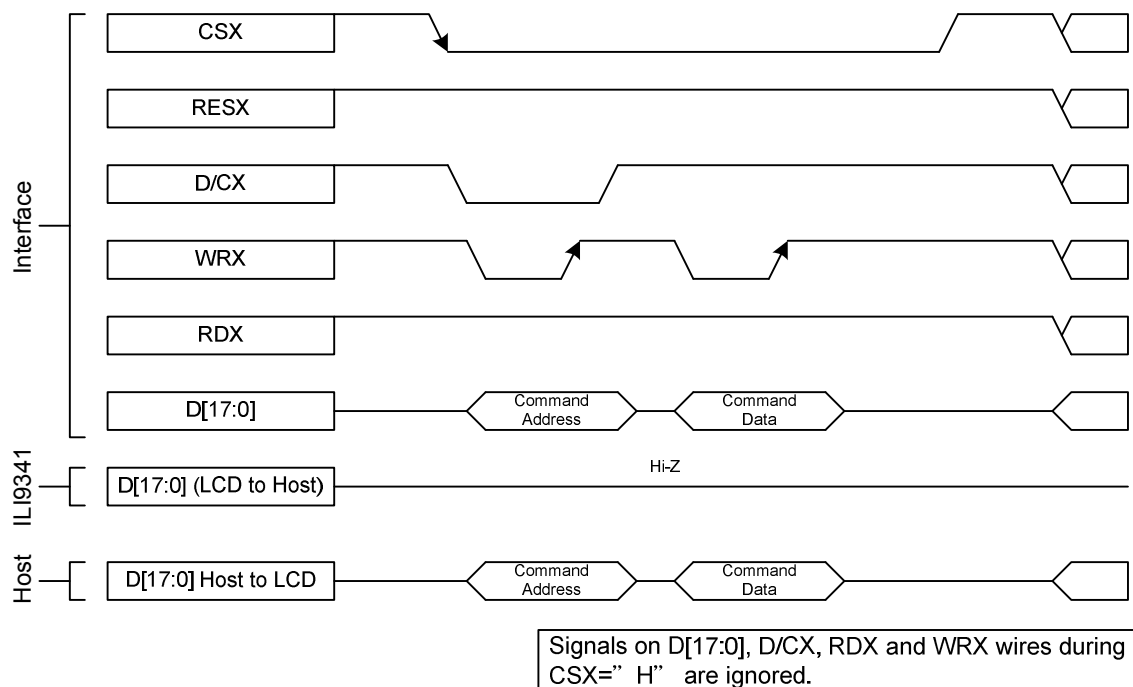 CSX
RESX
D/CX
WRX
RDX
D[17:0]
Command
Address
Command
Data
Interface
D[17:0] (LCD to Host)
Hi-Z
ILI9341
D[17:0] Host to LCD
Command
Address
Command
Data
Host
Signals on D[17:0], D/CX, RDX and WRX wires during
CSX=” H” are ignored.